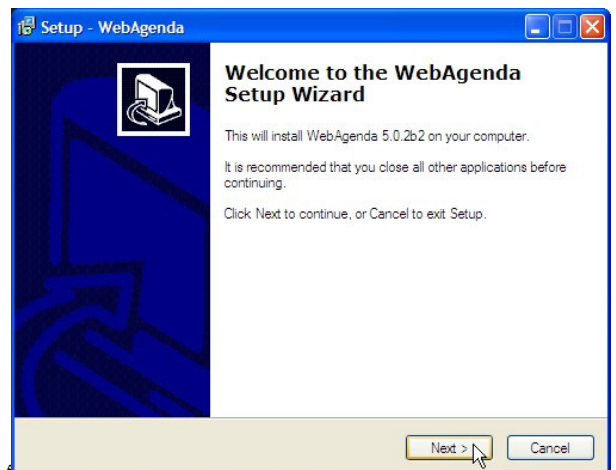 Setup - WebAgenda
Welcome to the WebAgenda
Setup Wizard
This will install WebAgenda 5.0.2b2 on your computer.
It is recommended that you close all other applications before
continuing.
Click Next to continue, or Cancel to exit Setup.
Next >
Cancel